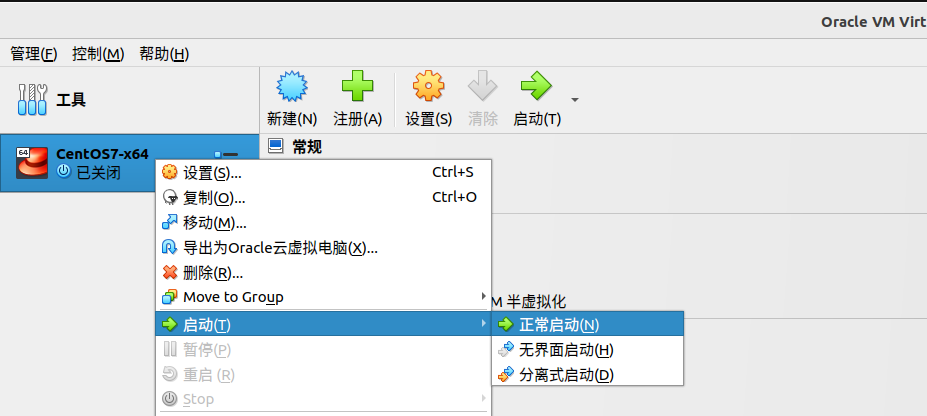 Oracle VM Virt
管理(F) 控制(M) 帮助(H)
工具
新建(N) 注册(A) 设置(S) 清除 启动(T)
64 CentOS7-x64
已关闭
常规
设置(S)... Ctrl+S
复制(O)... Ctrl+O
移动(M)...
导出为Oracle云虚拟电脑(X)...
删除(R)...
Move to Group
M 半虚拟化
启动(T)
正常启动(N)
暂停(P)
无界面启动(H)
重启 (R)
分离式启动(D)
Stop